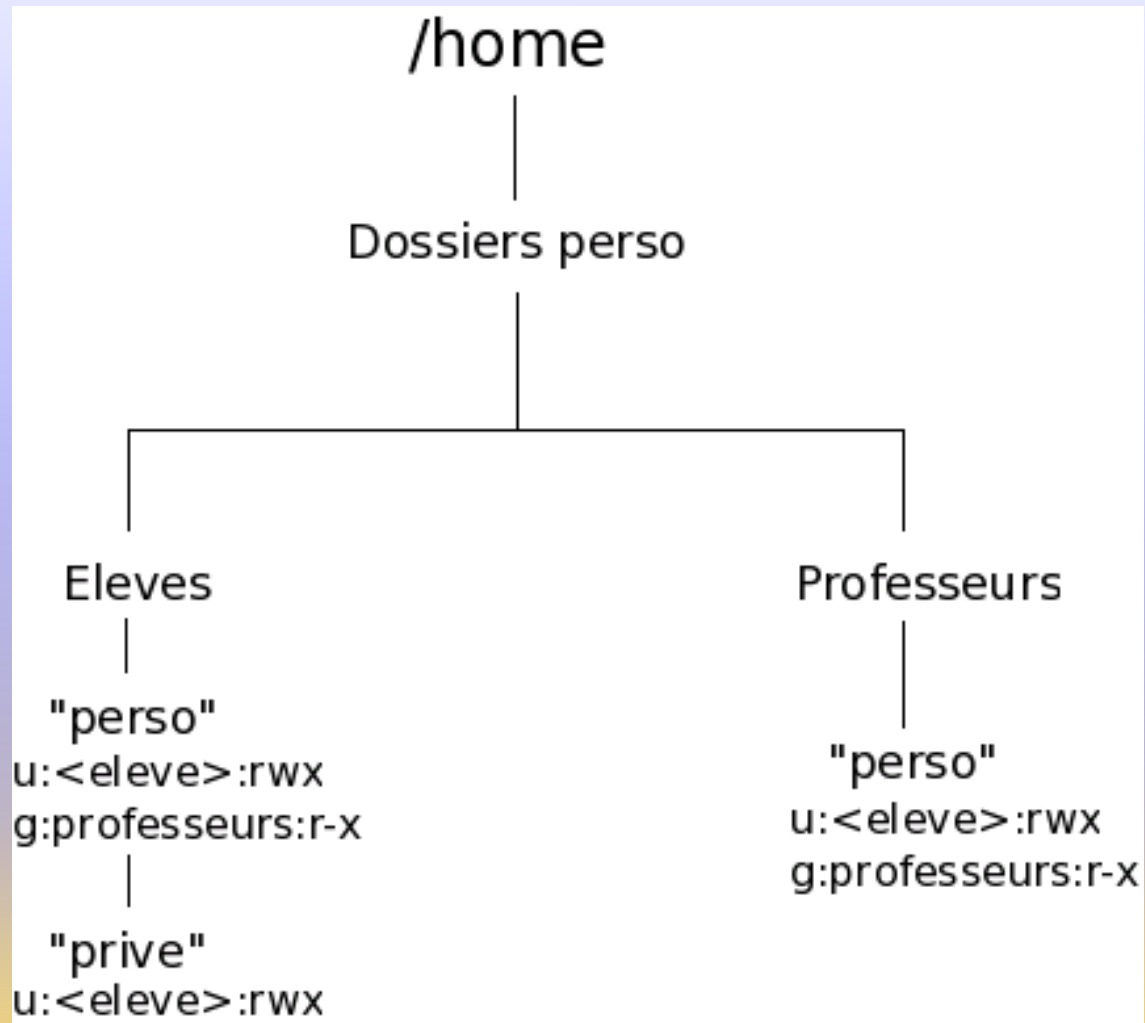 /home
Dossiers perso
Eleves
Professeurs
"perso"
u:<eleve>:rwx
g:professeurs:r-x
"prive"
u:<eleve>:rwx
"perso"
u:<eleve>:rwx
g:professeurs:r-x